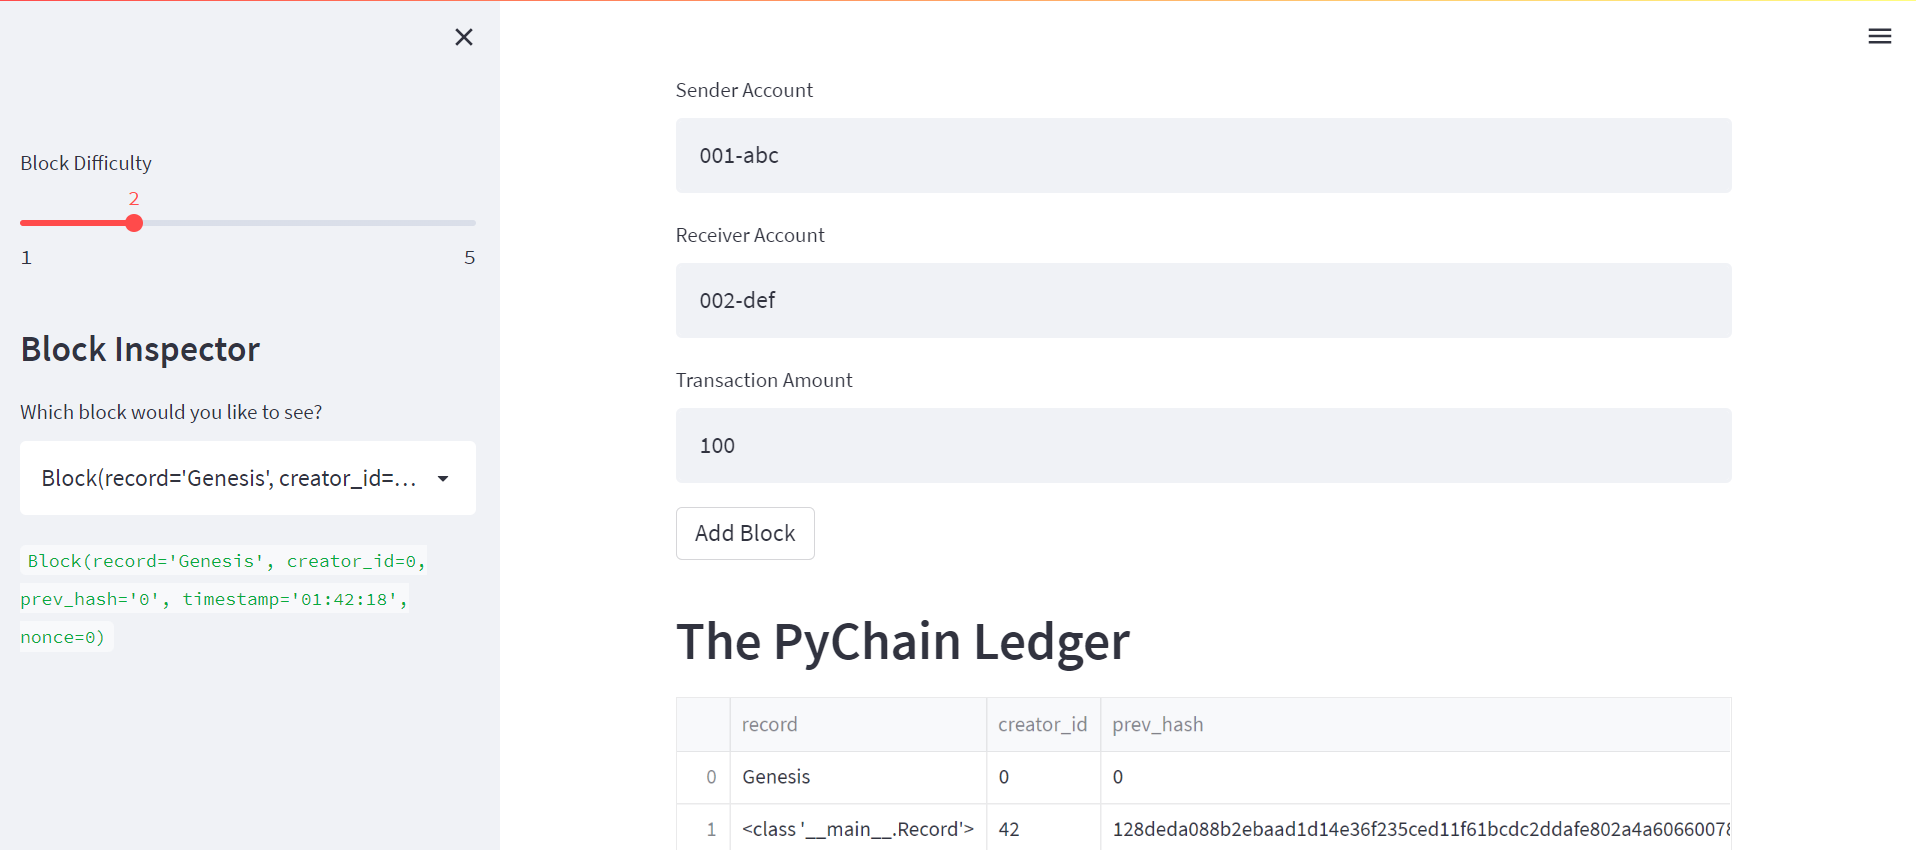 Block Difficulty
2
1 5
Block Inspector
Which block would you like to see?
Block(record='Genesis', creator_id=...
Block(record='Genesis', creator_id=0,
prev_hash='0', timestamp='01:42:18',
nonce=0)
Sender Account
001-abc
Receiver Account
002-def
Transaction Amount
100
Add Block
The PyChain Ledger
record creator_id prev_hash
0 Genesis 0 0
1 <class '__main__.Record'> 42 128deda088b2ebaad1d14e36f235ced11f61bcdc2ddafe802a4a60660078